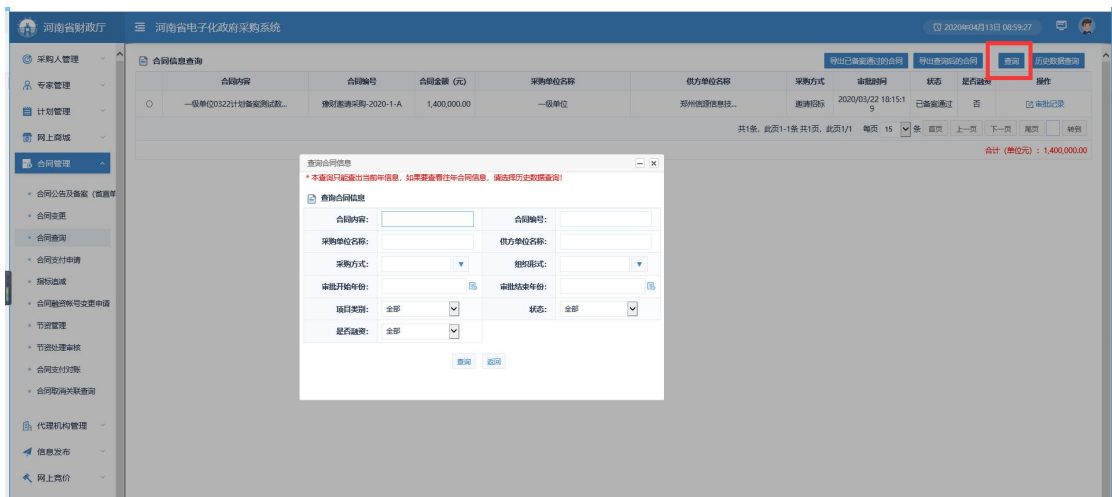 河南省财政厅
河南省电子化政府采购系统
2020年04月13日 08:59:27
采购人管理
专家管理
计划管理
网上商城
合同管理
合同公告及备案（首直单
合同变更
合同查询
合同支付申请
指标追减
合同融资帐号变更申请
节资管理
节资处理审核
合同支付对账
合同取消关联查询
代理机构管理
信息发布
网上竞价
合同信息查询
导出已备案通过的合同 导出查询后的合同 查询 历史数据查询
合同内容 合同编号 合同金额（元） 采购单位名称 供方单位名称 采购方式 审批时间 状态 是否融资 操作
一级单位0322计划备案测试数... 豫财邀请采购-2020-1-A 1,400,000.00 一级单位 郑州信源信息技... 邀请招标 2020/03/22 18:15:1
9 已备案通过 否 审批记录
共1条，此页1-1条 共1页，此页1/1 每页 15 条 首页 上一页 下一页 尾页 转到
合计（单位元）：1,400,000.00
查询合同信息
* 本查询只能查出当前年信息，如果要查看往年合同信息，请选择历史数据查询！
查询合同信息
合同内容： 合同编号：
采购单位名称： 供方单位名称：
采购方式： 组织形式：
审批开始年份： 审批结束年份：
项目类别： 全部 状态： 全部
是否融资： 全部
查询 返回